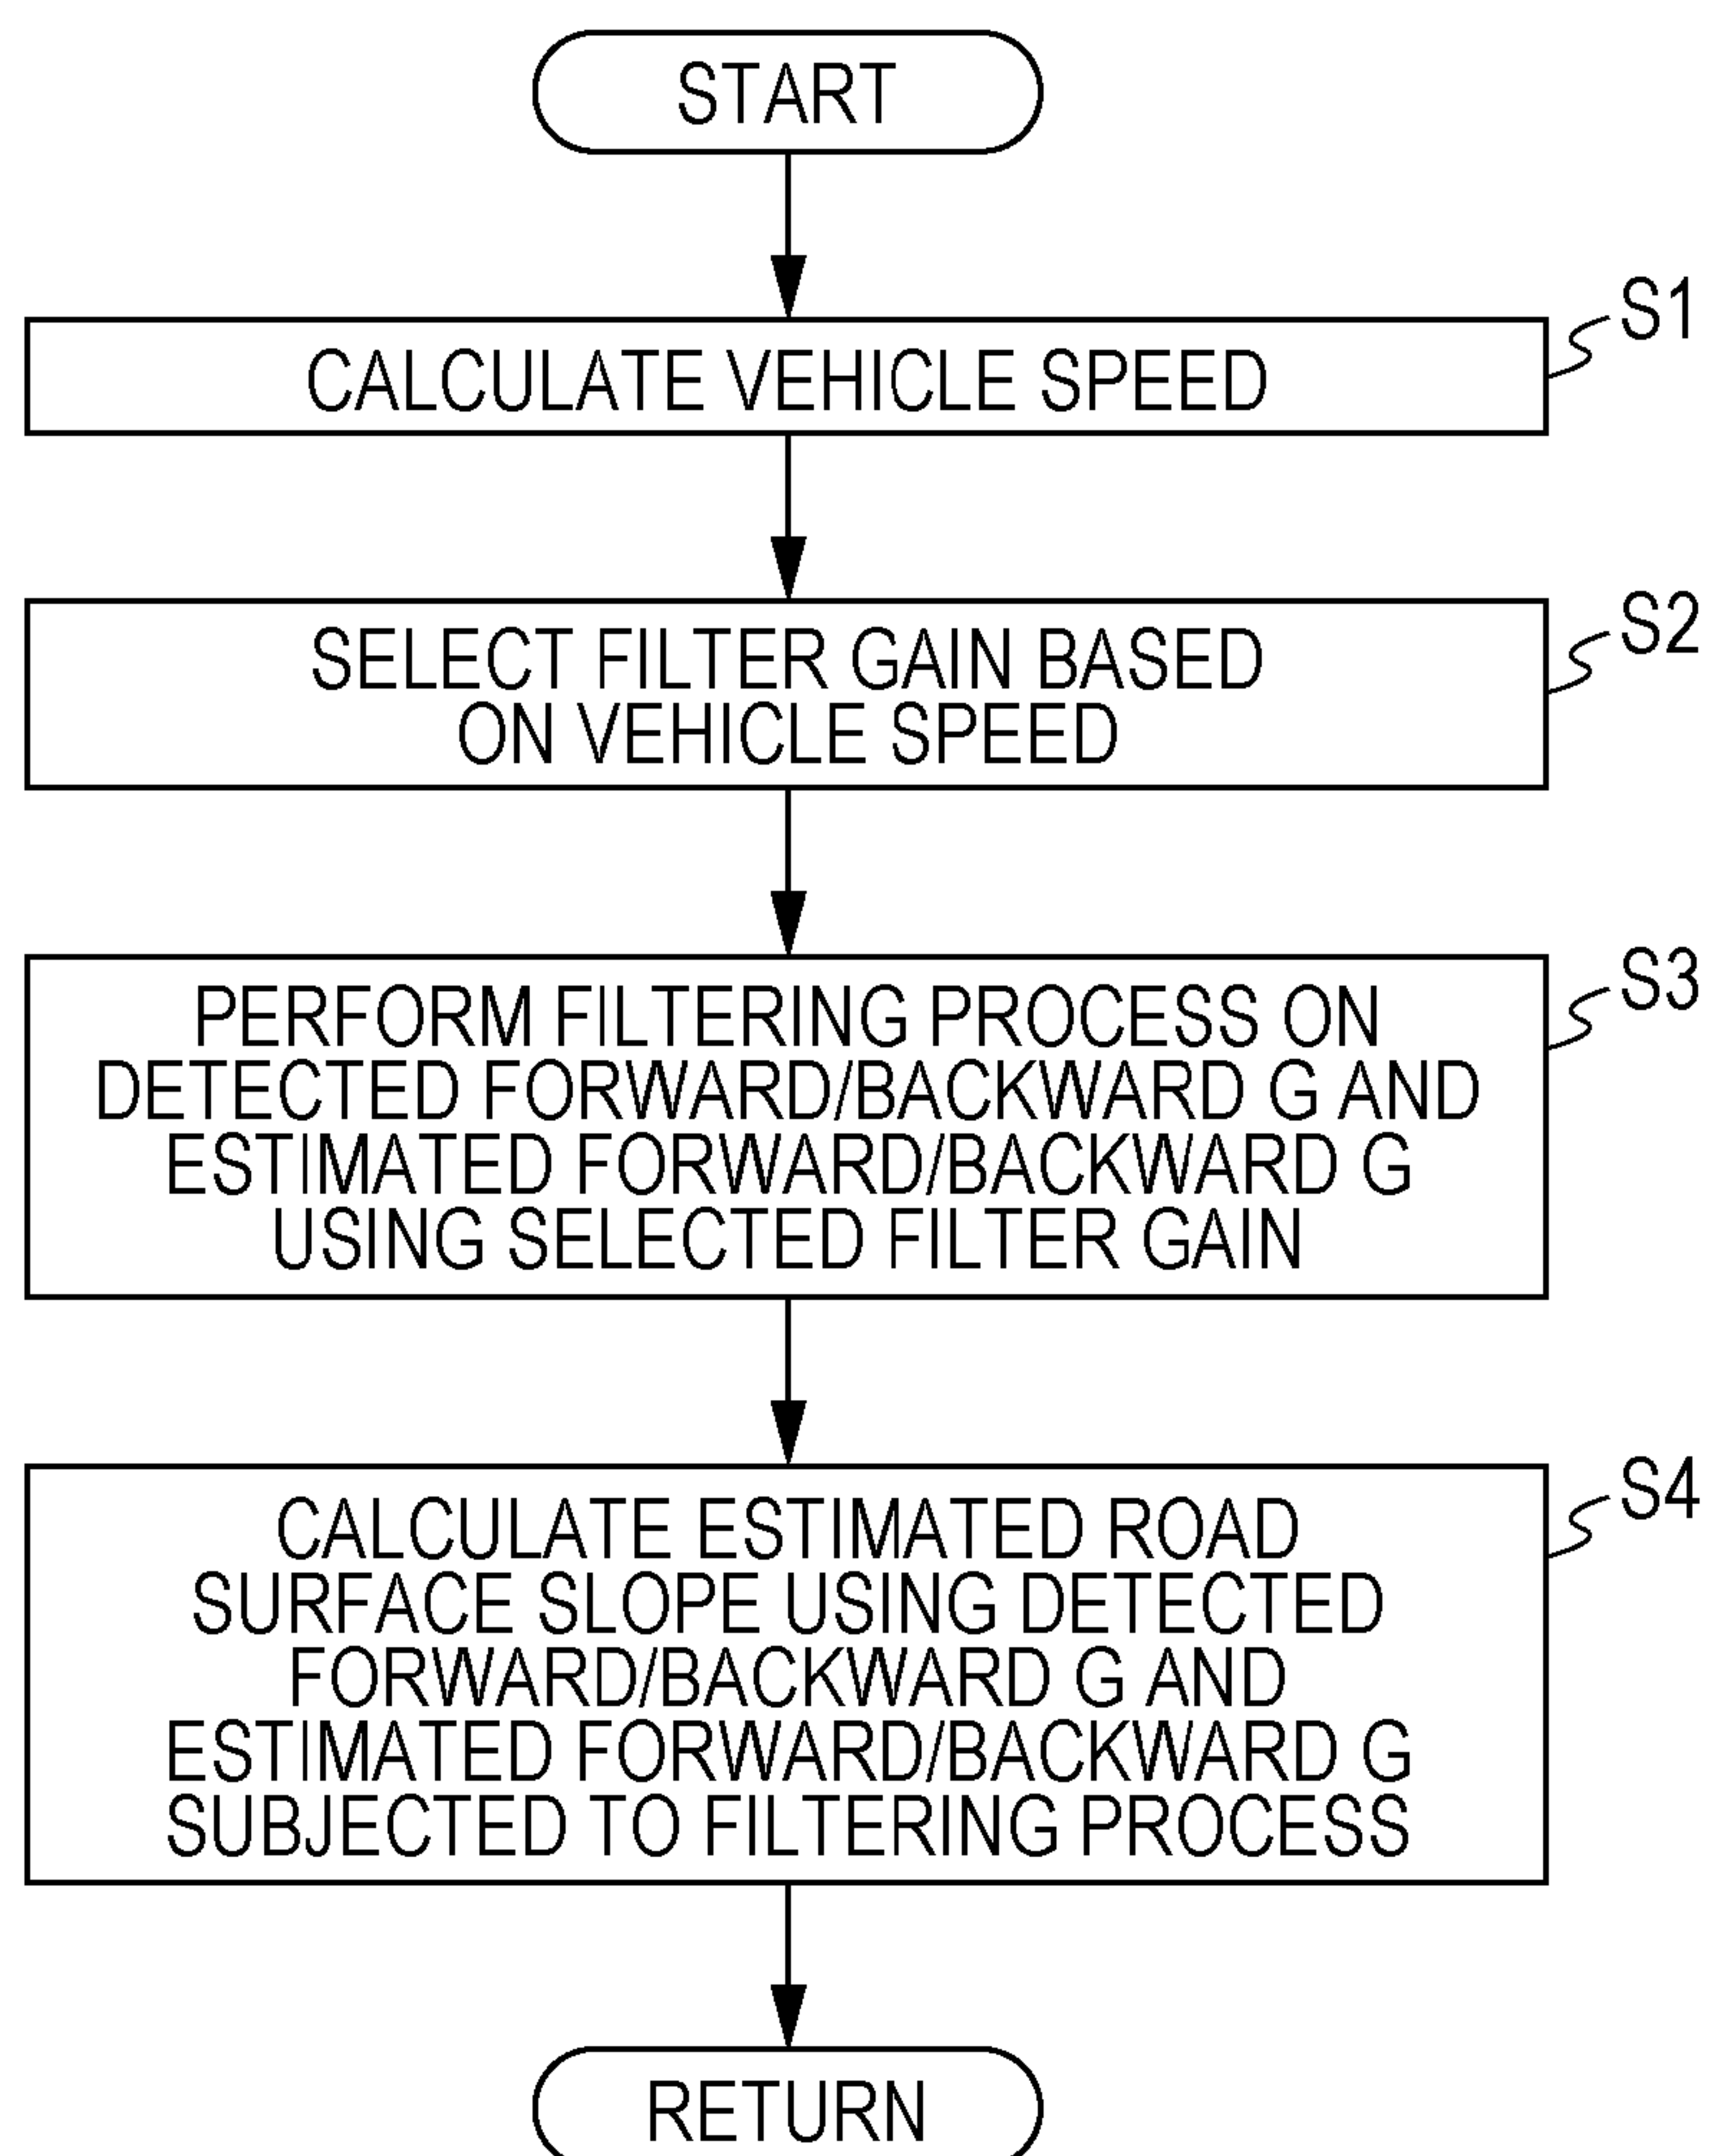 START
S1
CALCULATE VEHICLE SPEED
S2
SELECT FILTER GAIN BASED
ON VEHICLE SPEED
S3
PERFORM FILTERING PROCESS ON
DETECTED FORWARD/BACKWARD G AND
ESTIMATED FORWARD/BACKWARD G
USING SELECTED FILTER GAIN
S4
CALCULATE ESTIMATED ROAD
SURFACE SLOPE USING DETECTED
FORWARD/BACKWARD G AND
ESTIMATED FORWARD/BACKWARD G
SUBJECTED TO FILTERING PROCESS
RETURN